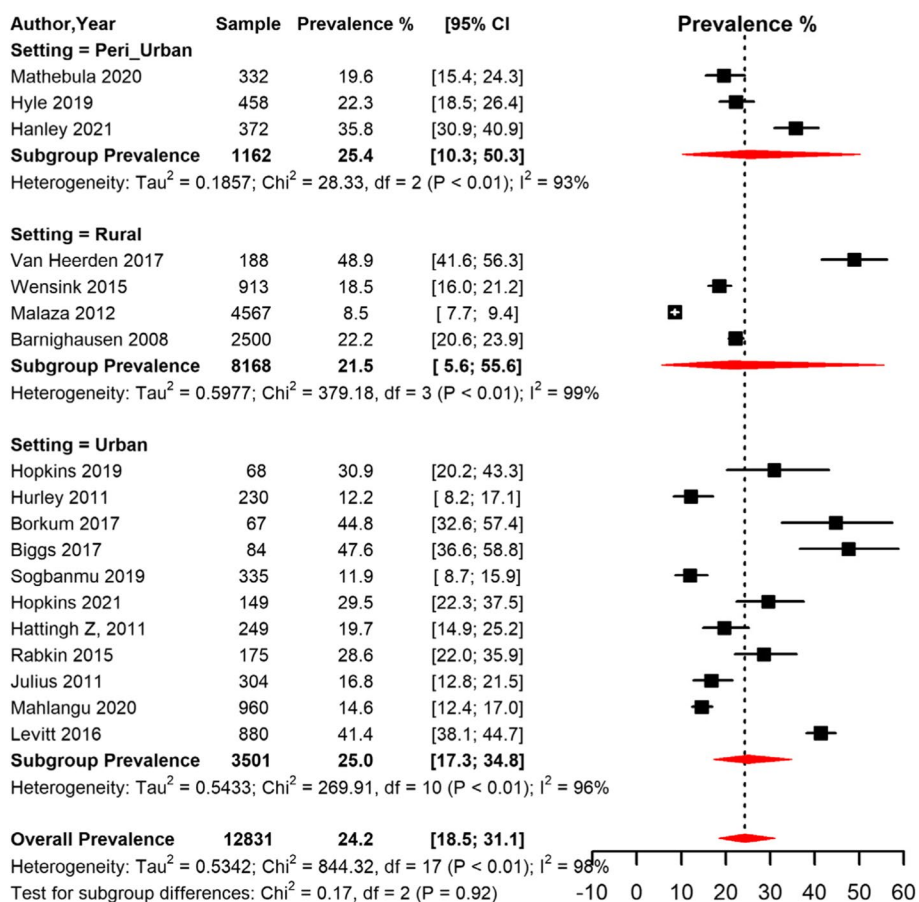 Author,Year Sample Prevalence % [95% CI Prevalence %
Setting = Peri_Urban
Mathebula 2020 332 19.6 [15.4; 24.3]
Hyle 2019 458 22.3 [18.5; 26.4]
Hanley 2021 372 35.8 [30.9; 40.9]
Subgroup Prevalence 1162 25.4 [10.3; 50.3]
Heterogeneity: Tau² = 0.1857; Chi² = 28.33, df = 2 (P < 0.01); I² = 93%
Setting = Rural
Van Heerden 2017 188 48.9 [41.6; 56.3]
Wensink 2015 913 18.5 [16.0; 21.2]
Malaza 2012 4567 8.5 [ 7.7; 9.4]
Barnighausen 2008 2500 22.2 [20.6; 23.9]
Subgroup Prevalence 8168 21.5 [ 5.6; 55.6]
Heterogeneity: Tau² = 0.5977; Chi² = 379.18, df = 3 (P < 0.01); I² = 99%
Setting = Urban
Hopkins 2019 68 30.9 [20.2; 43.3]
Hurley 2011 230 12.2 [ 8.2; 17.1]
Borkum 2017 67 44.8 [32.6; 57.4]
Biggs 2017 84 47.6 [36.6; 58.8]
Sogbanmu 2019 335 11.9 [ 8.7; 15.9]
Hopkins 2021 149 29.5 [22.3; 37.5]
Hattingh Z, 2011 249 19.7 [14.9; 25.2]
Rabkin 2015 175 28.6 [22.0; 35.9]
Julius 2011 304 16.8 [12.8; 21.5]
Mahlangu 2020 960 14.6 [12.4; 17.0]
Levitt 2016 880 41.4 [38.1; 44.7]
Subgroup Prevalence 3501 25.0 [17.3; 34.8]
Heterogeneity: Tau² = 0.5433; Chi² = 269.91, df = 10 (P < 0.01); I² = 96%
Overall Prevalence 12831 24.2 [18.5; 31.1]
Heterogeneity: Tau² = 0.5342; Chi² = 844.32, df = 17 (P < 0.01); I² = 98%
Test for subgroup differences: Chi² = 0.17, df = 2 (P = 0.92)
-10 0 10 20 30 40 50 60